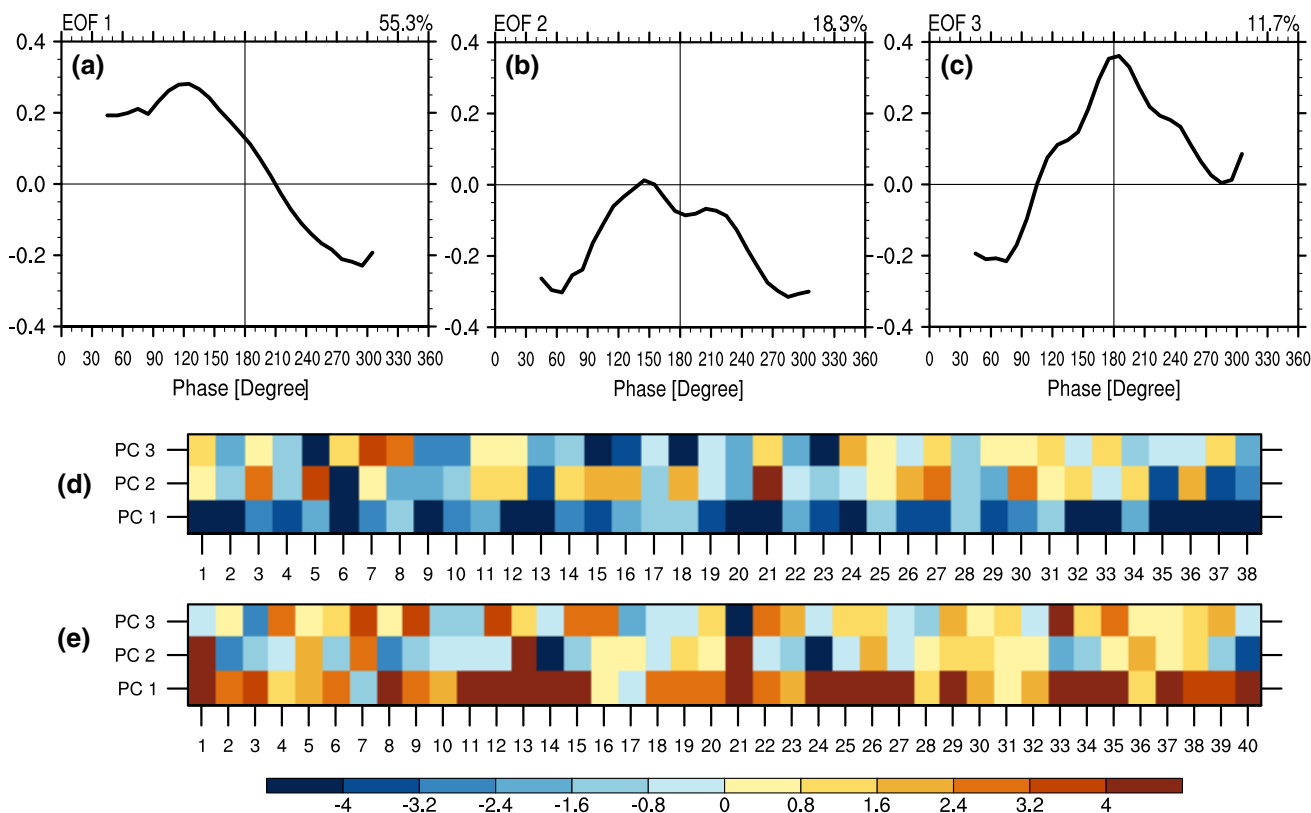 EOF 1 55.3% EOF 2 18.3% EOF 3 11.7%
0.4 0.4 0.4
(a) (b) (c)
0.2 0.2 0.2
0.0 0.0 0.0
-0.2 -0.2 -0.2
-0.4 -0.4 -0.4
0 30 60 90 120 150 180 210 240 270 300 330 360 0 30 60 90 120 150 180 210 240 270 300 330 360 0 30 60 90 120 150 180 210 240 270 300 330 360
Phase [Degree] Phase [Degree] Phase [Degree]
PC 3
(d) PC 2
PC 1
1 2 3 4 5 6 7 8 9 10 11 12 13 14 15 16 17 18 19 20 21 22 23 24 25 26 27 28 29 30 31 32 33 34 35 36 37 38
(e) PC 3
PC 2
PC 1
1 2 3 4 5 6 7 8 9 10 11 12 13 14 15 16 17 18 19 20 21 22 23 24 25 26 27 28 29 30 31 32 33 34 35 36 37 38 39 40
-4 -3.2 -2.4 -1.6 -0.8 0 0.8 1.6 2.4 3.2 4